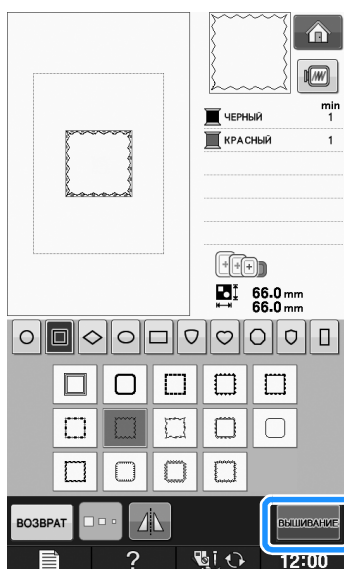 min
ЧЕРНЫЙ 1
КРАСНЫЙ 1
66.0 mm
66.0 mm
ВОЗВРАТ
ВЫШИВАНИЕ
?
12:00